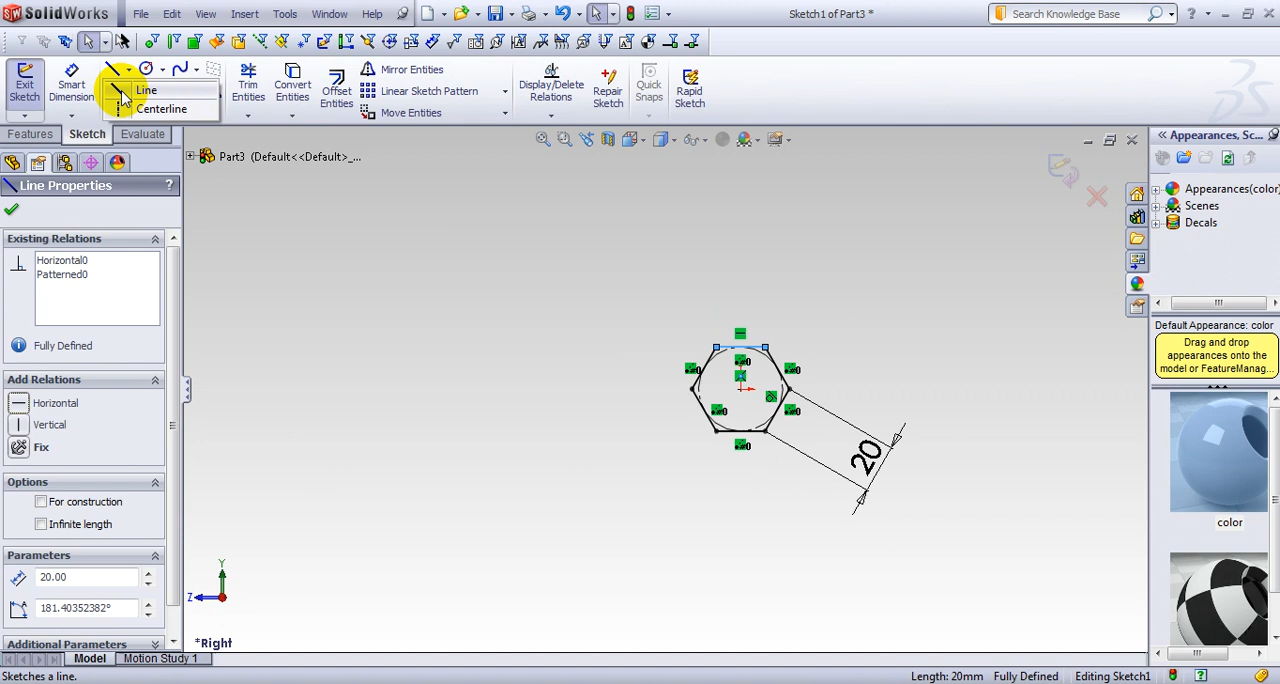 SolidWorks File Edit View Insert Tools Window Help Sketch1 of Part3 * Search Knowledge Base
Exit Sketch
Smart Dimension
Line
Centerline
Trim Entities
Convert Entities
Offset Entities
Mirror Entities
Linear Sketch Pattern
Move Entities
Display/Delete Relations
Repair Sketch
Quick Snaps
Rapid Sketch
Features Sketch Evaluate
Part3 (Default<<Default>_...
Appearances, Sc...
Line Properties ?
Appearances(color)
Scenes
Decals
Existing Relations
Horizontal0
Patterned0
Fully Defined
Add Relations
Horizontal
Vertical
Fix
Options
For construction
Infinite length
Parameters
20.00
181.40352382°
Additional Parameters
20
Y
Z
*Right
Default Appearance: color
Drag and drop appearances onto the model or FeatureManag...
color
Model Motion Study 1
Sketches a line. Length: 20mm Fully Defined Editing Sketch1